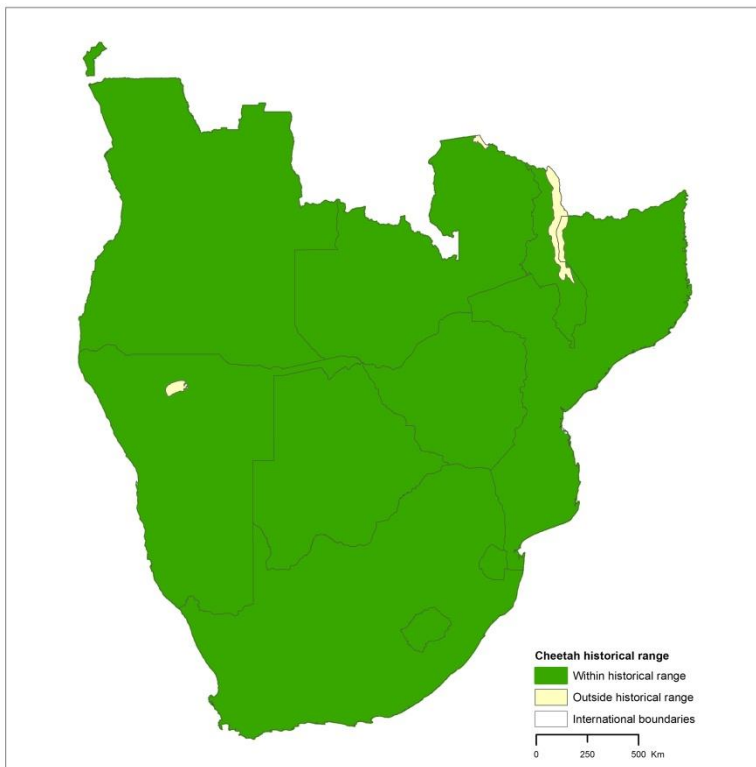 Cheetah historical range
Within historical range
Outside historical range
International boundaries
0 250 500 Km